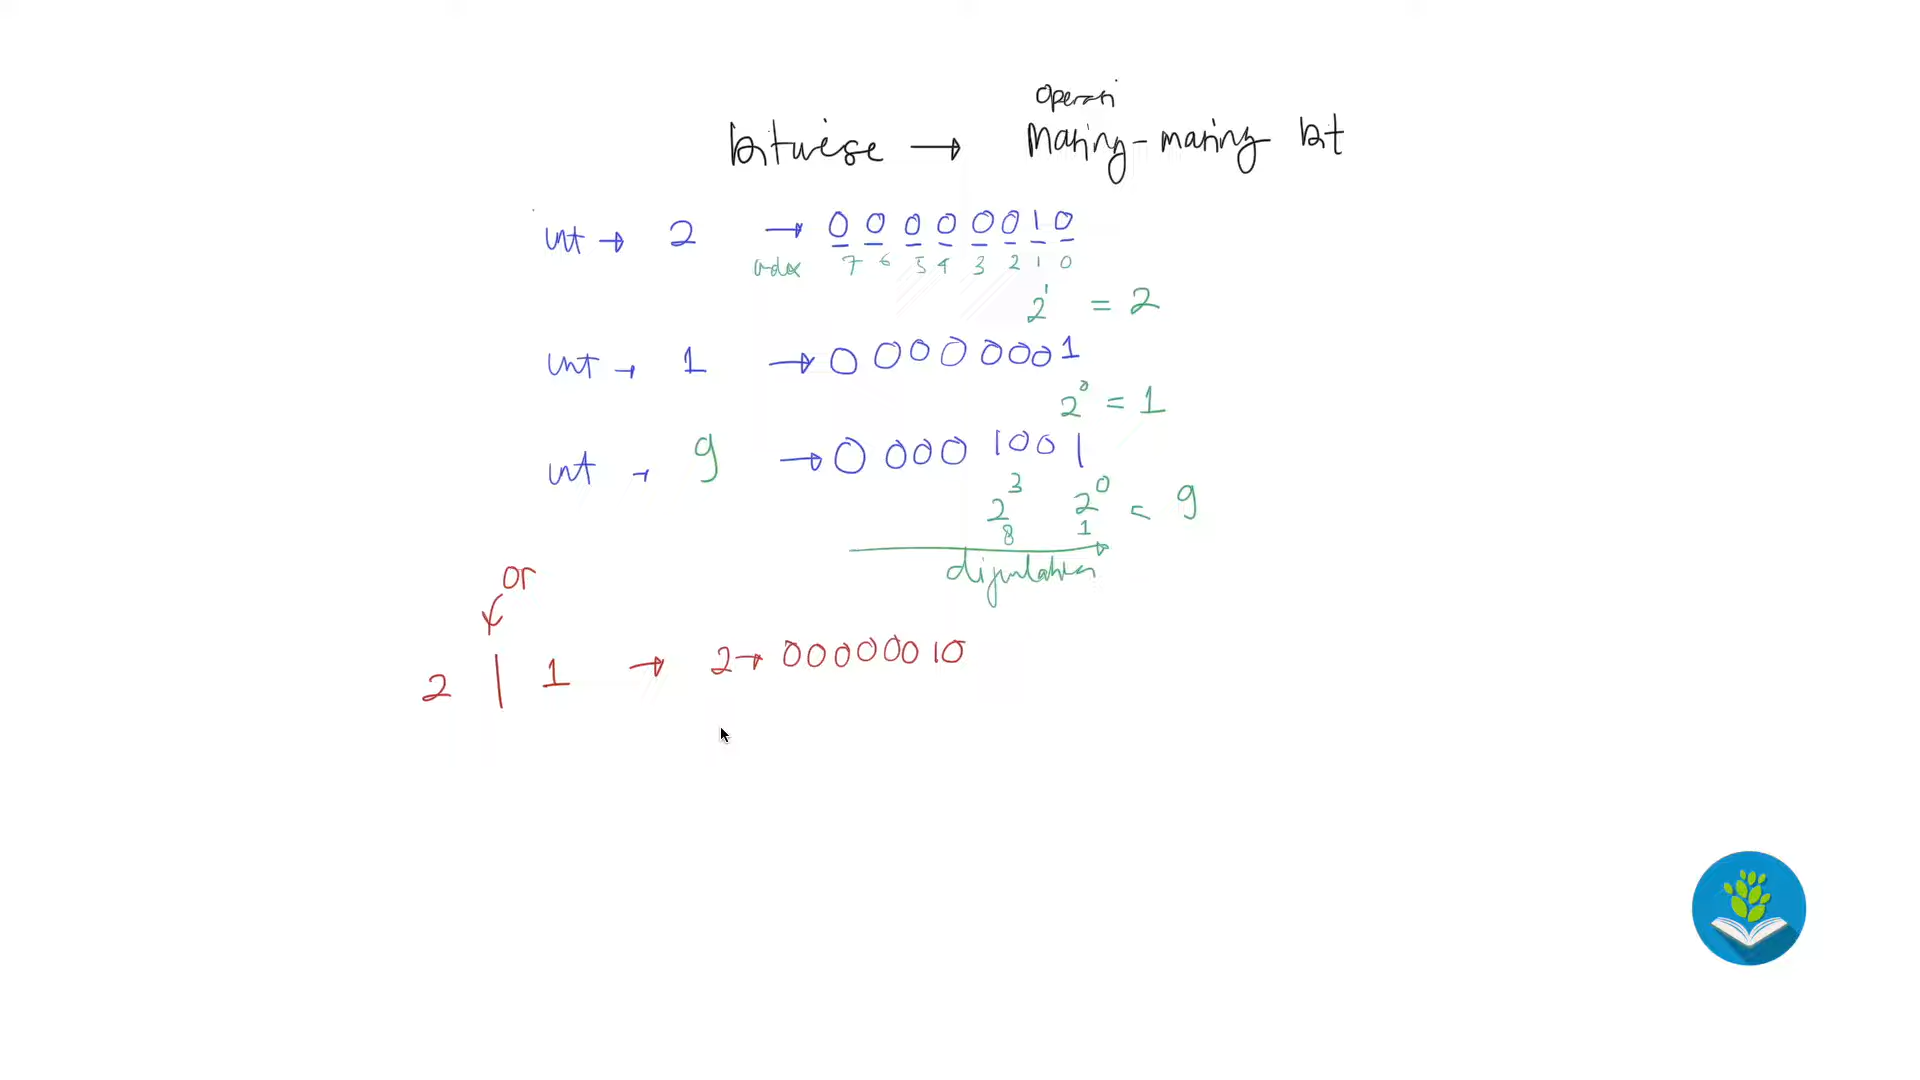 operasi
bitwise → masing-masing bit
int → 2 → 0 0 0 0 0 0 1 0
index 7 6 5 4 3 2 1 0
2¹ = 2
int → 1 → 0 0 0 0 0 0 0 1
2⁰ = 1
int → 9 → 0 0 0 0 1 0 0 1
2³ 2⁰ = 9
8 1
dijumlahkan
or
2 | 1 → 2 → 00000010